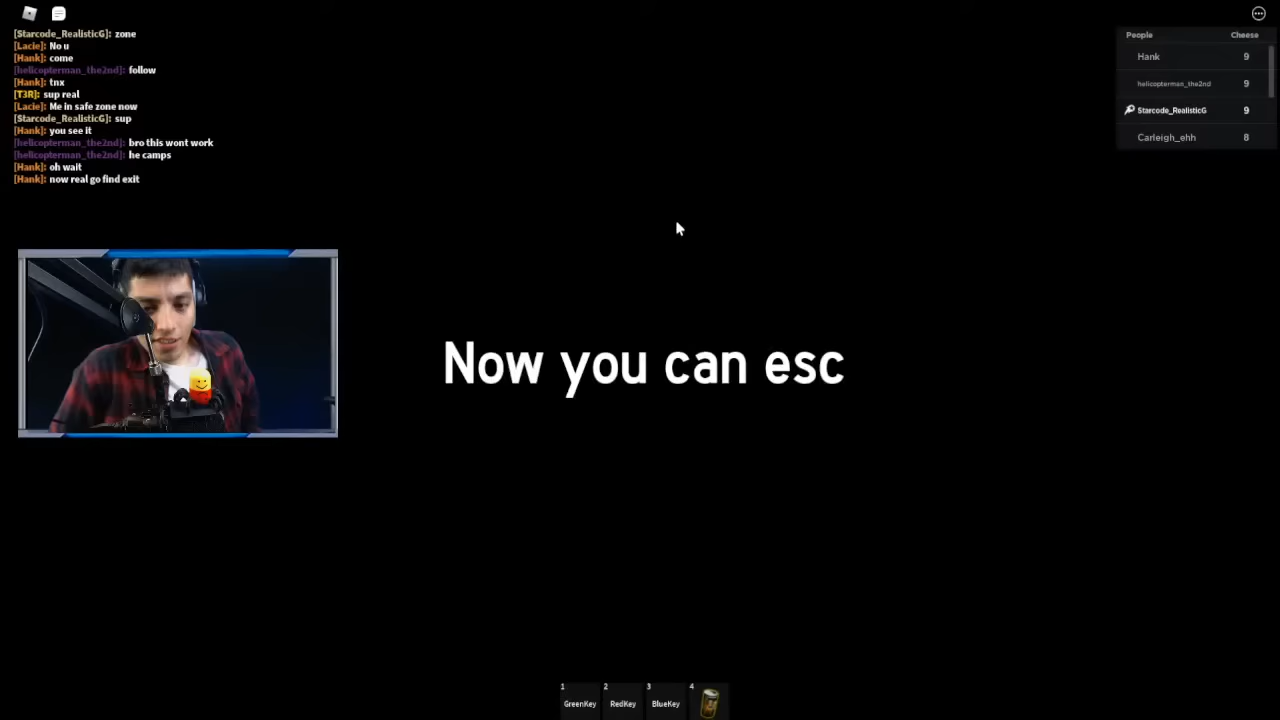 [Starcode_RealisticG]: zone
[Lacie]: No u
[Hank]: come
[helicopterman_the2nd]: follow
[Hank]: tnx
[T3R]: sup real
[Lacie]: Me in safe zone now
[Starcode_RealisticG]: sup
[Hank]: you see it
[helicopterman_the2nd]: bro this wont work
[helicopterman_the2nd]: he camps
[Hank]: oh wait
[Hank]: now real go find exit
People Cheese
Hank 9
helicopterman_the2nd 9
Starcode_RealisticG 9
Carleigh_ehh 8
Now you can esc
1 2 3 4
GreenKey RedKey BlueKey